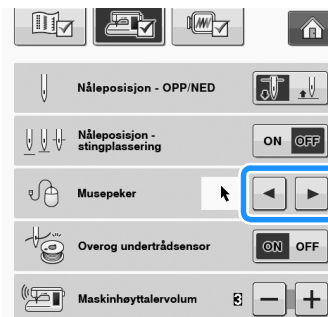 Nåleposisjon - OPP/NED
Nåleposisjon -
stingplassering
ON OFF
Musepeker
Overog undertrådsensor
ON OFF
Maskinhøyttalervolum 3